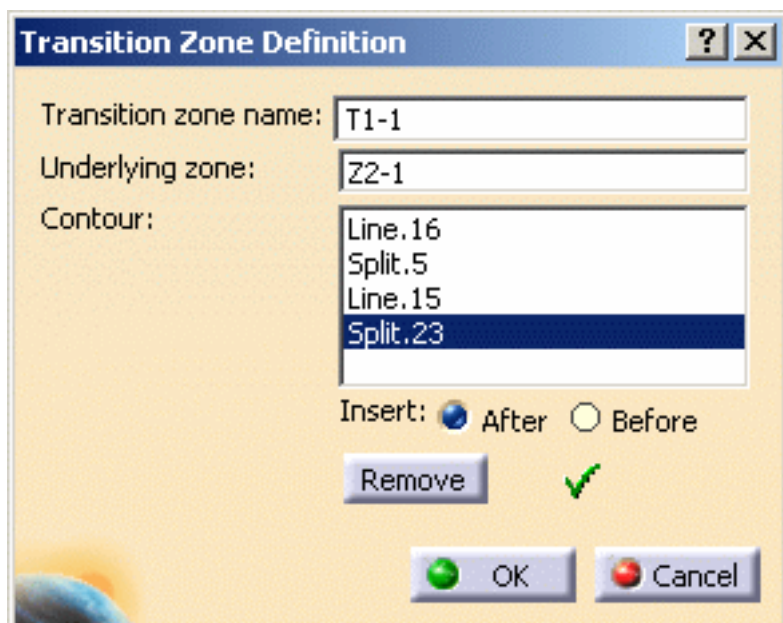 Transition Zone Definition ? X
Transition zone name: T1-1
Underlying zone: Z2-1
Contour:
Line.16
Split.5
Line.15
Split.23
Insert: After Before
Remove
OK Cancel